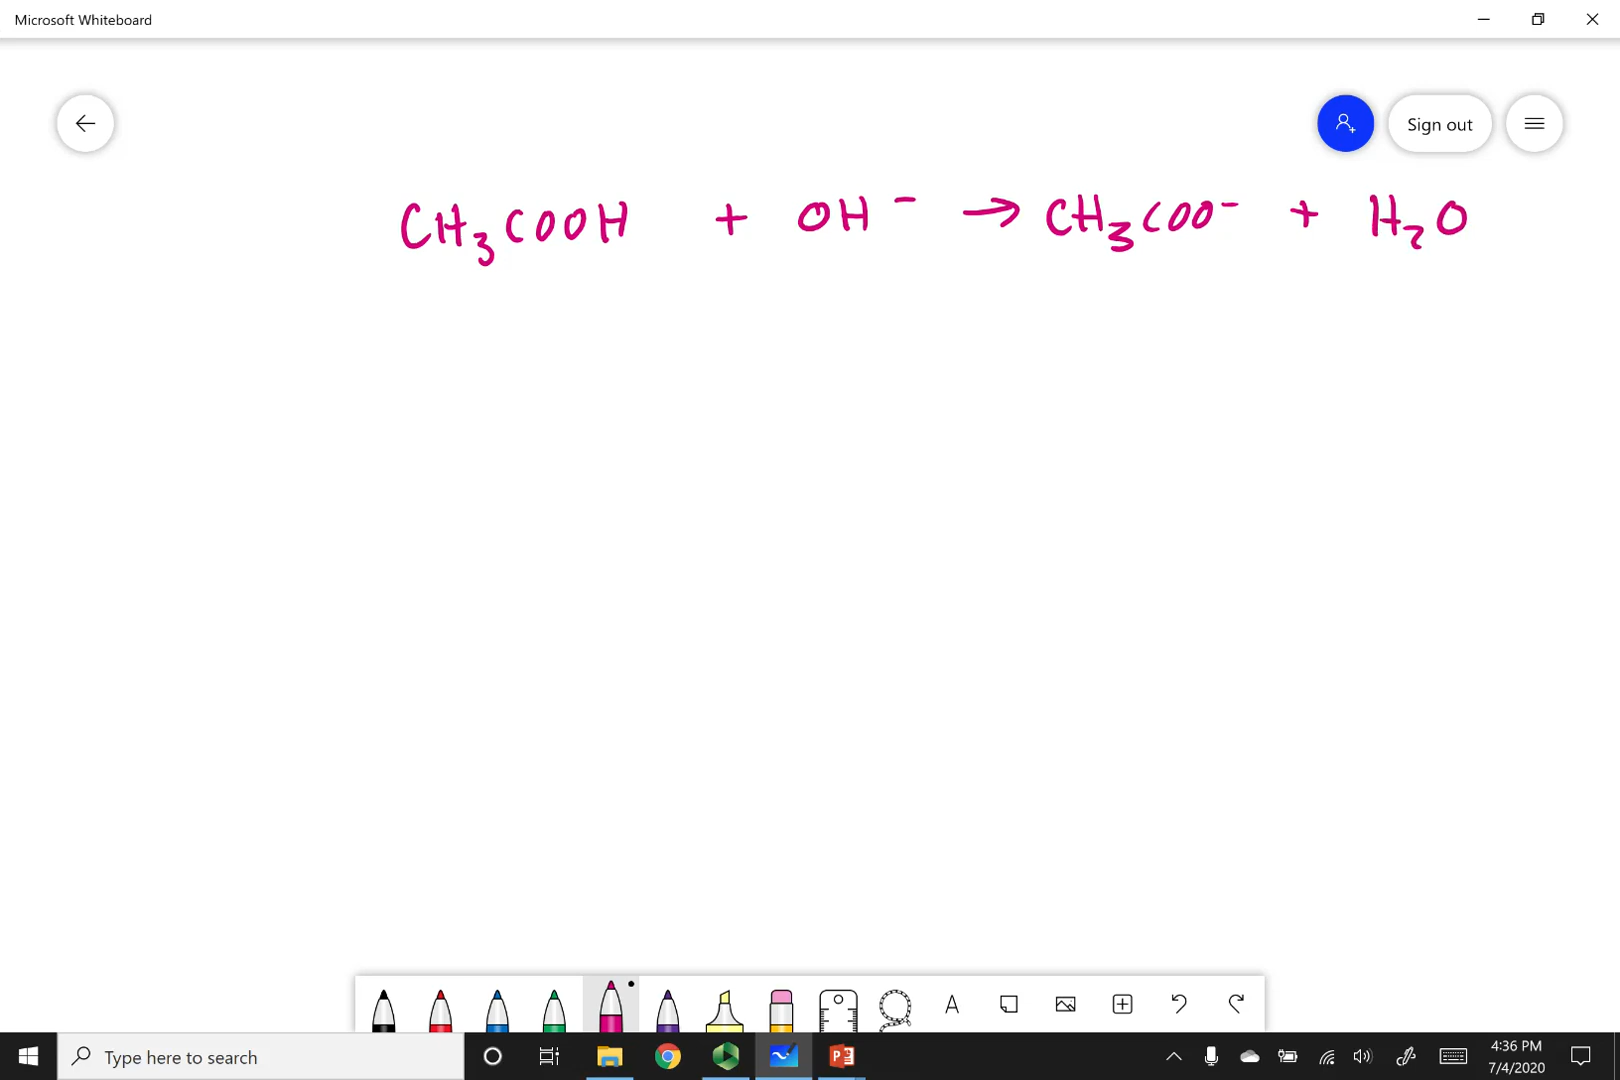 Microsoft Whiteboard
Sign out
CH₃COOH + OH⁻ → CH₃COO⁻ + H₂O
A
Type here to search
4:36 PM
7/4/2020